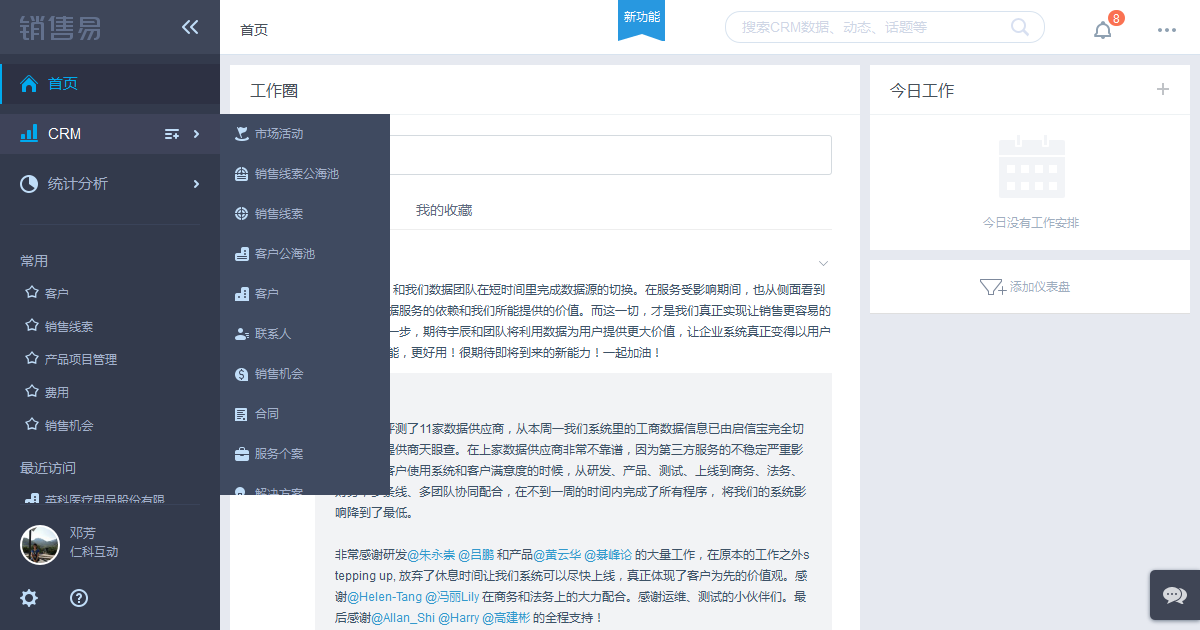 销售易
首页
新功能
搜索CRM数据、动态、话题等
8
首页
CRM
统计分析
常用
客户
销售线索
产品项目管理
费用
销售机会
最近访问
英科医疗用品股份有限
邓芳
仁科互动
市场活动
销售线索公海池
销售线索
客户公海池
客户
联系人
销售机会
合同
服务个案
解决方案
工作圈
我的收藏
和我们数据团队在短时间里完成数据源的切换。在服务受影响期间，也从侧面看到
据服务的依赖和我们所能提供的价值。而这一切，才是我们真正实现让销售更容易的
一步，期待宇辰和团队将利用数据为用户提供更大价值，让企业系统真正变得以用户
能，更好用！很期待即将到来的新能力！一起加油！
评测了11家数据供应商，从本周一我们系统里的工商数据信息已由启信宝完全切
提供商天眼查。在上家数据供应商非常不靠谱，因为第三方服务的不稳定严重影
客户使用系统和客户满意度的时候，从研发、产品、测试、上线到商务、法务、
条线、多团队协同配合，在不到一周的时间内完成了所有程序， 将我们的系统影
响降到了最低。
非常感谢研发@朱永崇 @吕鹏 和产品@黄云华 @綦峰论 的大量工作，在原本的工作之外s
tepping up, 放弃了休息时间让我们系统可以尽快上线，真正体现了客户为先的价值观。感
谢@Helen-Tang @冯丽Lily 在商务和法务上的大力配合。感谢运维、测试的小伙伴们。最
后感谢@Allan_Shi @Harry @高建彬 的全程支持！
今日工作
今日没有工作安排
添加仪表盘